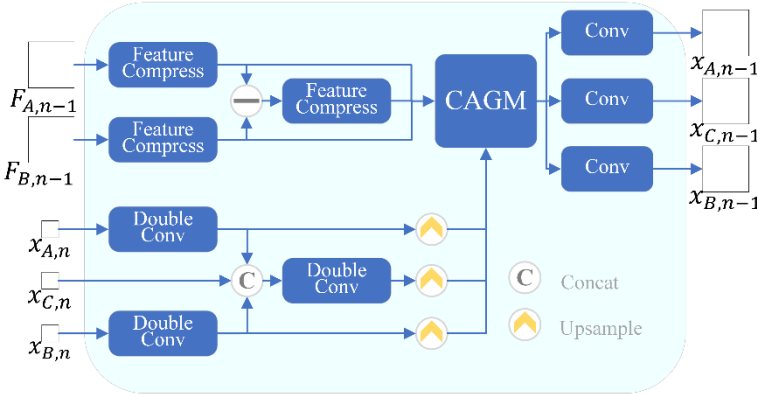 Feature
Compress
F_{A,n-1}
Feature
Compress
Feature
Compress
F_{B,n-1}
CAGM
Conv
Conv
Conv
x_{A,n-1}
x_{C,n-1}
x_{B,n-1}
Double
Conv
x_{A,n}
Double
Conv
C
x_{C,n}
Double
Conv
x_{B,n}
C Concat
Upsample